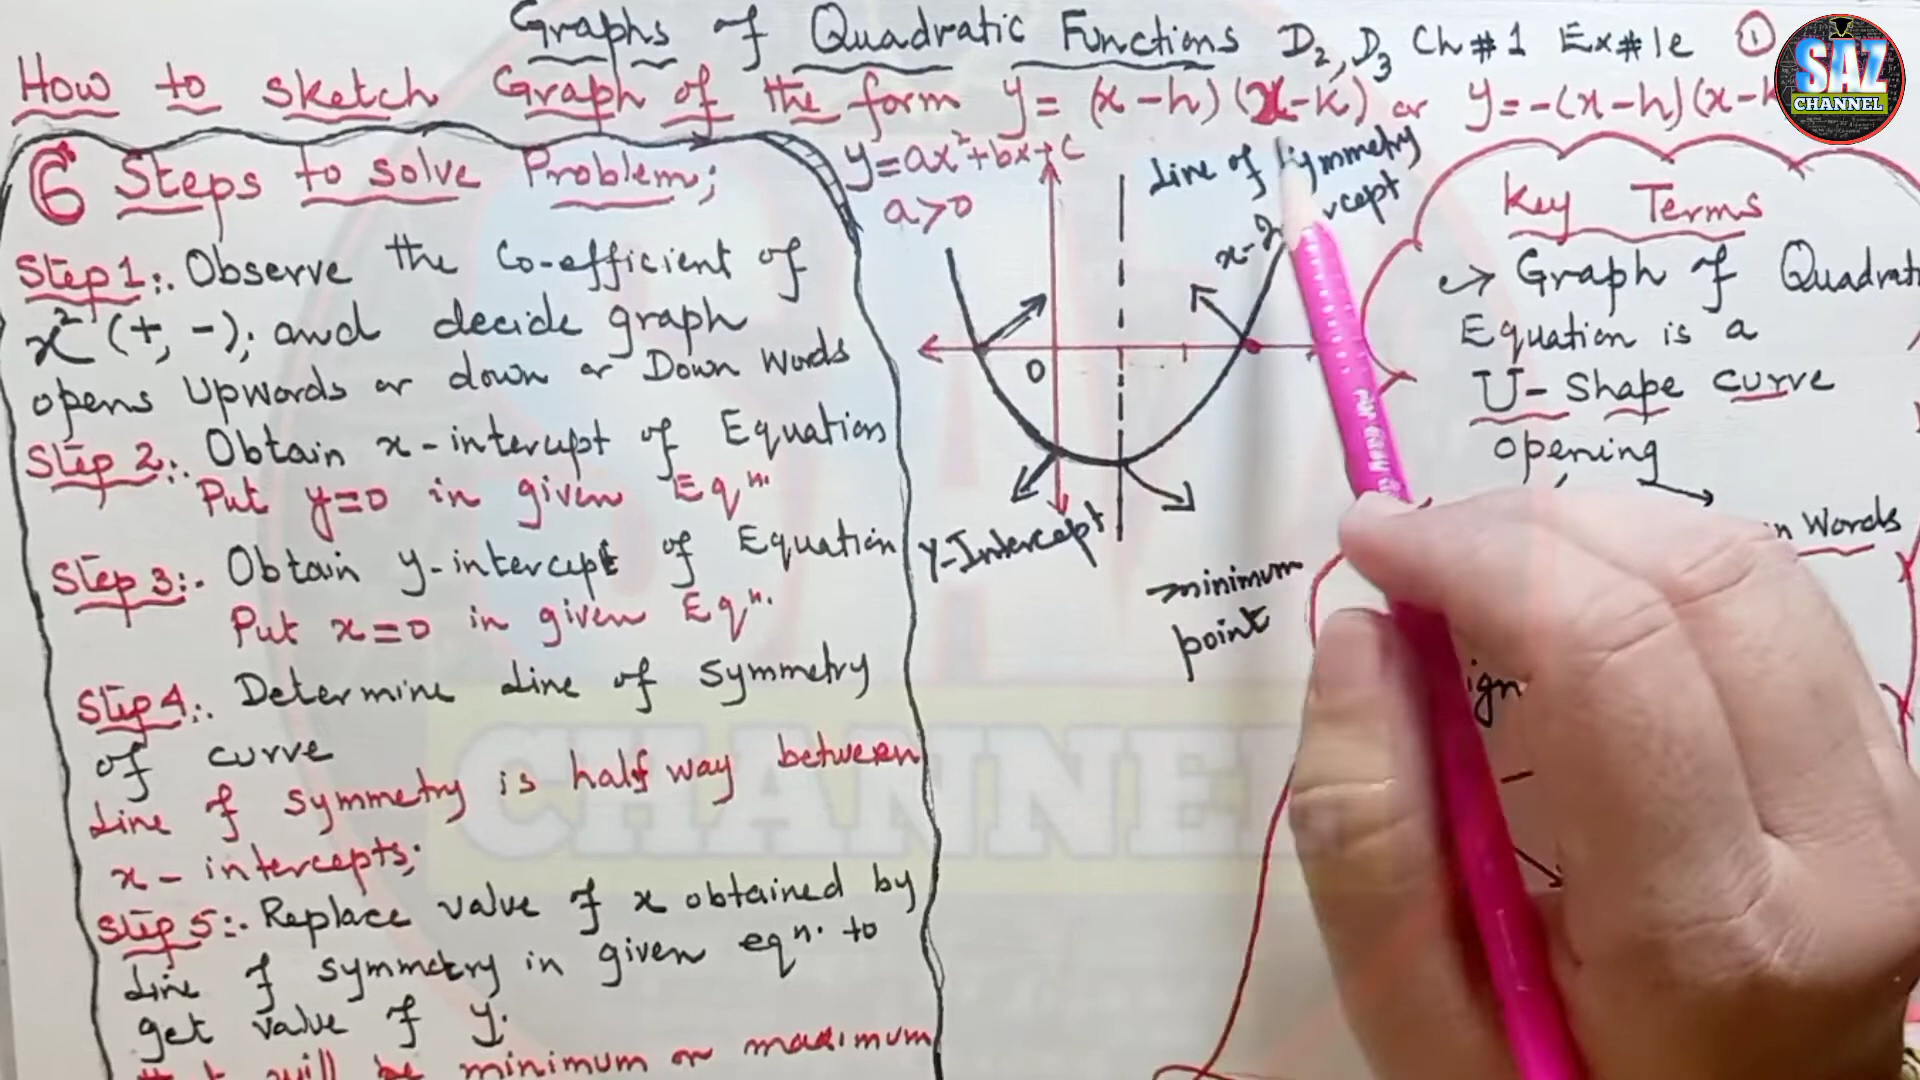 Graphs of Quadratic Functions D2, D3 Ch #1 Ex#1e ①
How to sketch Graph of the form y = (x-h)(x-k) or y=-(x-h)(x-k
SAZ
CHANNEL
6 Steps to solve Problem;
Step 1:. Observe the Co-efficient of
x² (+, -); and decide graph
opens Upwords or down or Down Words
Step 2:. Obtain x-intercept of Equation
Put y=0 in given Eqⁿ.
Step 3:. Obtain y-intercept of Equation
Put x=0 in given Eqⁿ.
Step 4:. Determine Line of Symmetry
of curve
Line of symmetry is half way between
x-intercepts;
Step 5:. Replace value of x obtained by
Line of symmetry in given eqⁿ. to
get value of y.
will be minimum or maximum
y=ax²+bx+c
a>0
Line of Symmetry
0
Y-Intercept
minimum
point
Key Terms
Graph of Quadrati
Equation is a
U-Shape curve
opening
n Words
ign
CHANNEL